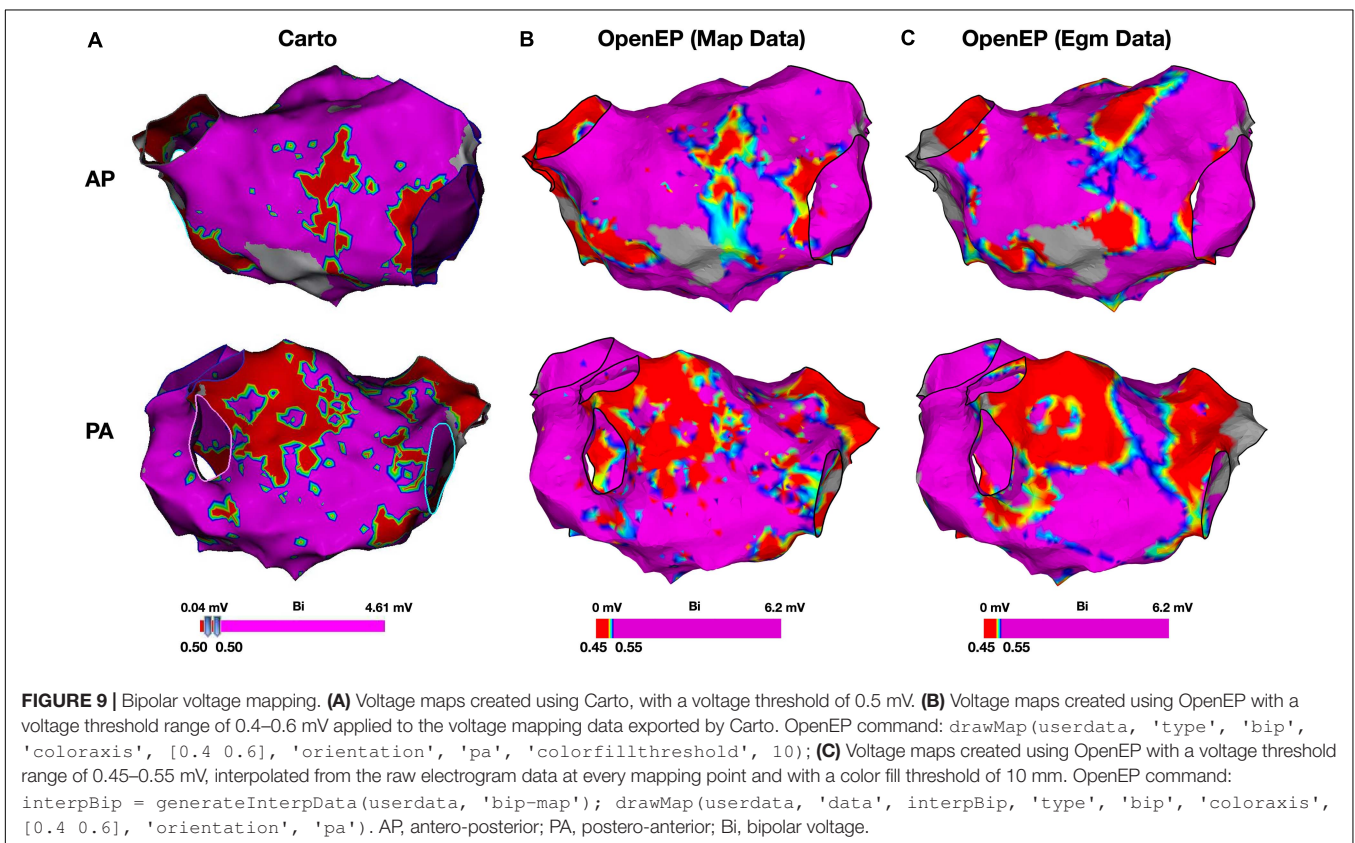 A Carto B OpenEP (Map Data) C OpenEP (Egm Data)
AP
PA
0.04 mV Bi 4.61 mV 0 mV Bi 6.2 mV 0 mV Bi 6.2 mV
0.50 0.50 0.45 0.55 0.45 0.55
FIGURE 9 | Bipolar voltage mapping. (A) Voltage maps created using Carto, with a voltage threshold of 0.5 mV. (B) Voltage maps created using OpenEP with a
voltage threshold range of 0.4–0.6 mV applied to the voltage mapping data exported by Carto. OpenEP command: drawMap(userdata, 'type', 'bip',
'coloraxis', [0.4 0.6], 'orientation', 'pa', 'colorfillthreshold', 10); (C) Voltage maps created using OpenEP with a voltage threshold
range of 0.45–0.55 mV, interpolated from the raw electrogram data at every mapping point and with a color fill threshold of 10 mm. OpenEP command:
interpBip = generateInterpData(userdata, 'bip-map'); drawMap(userdata, 'data', interpBip, 'type', 'bip', 'coloraxis',
[0.4 0.6], 'orientation', 'pa'). AP, antero-posterior; PA, postero-anterior; Bi, bipolar voltage.